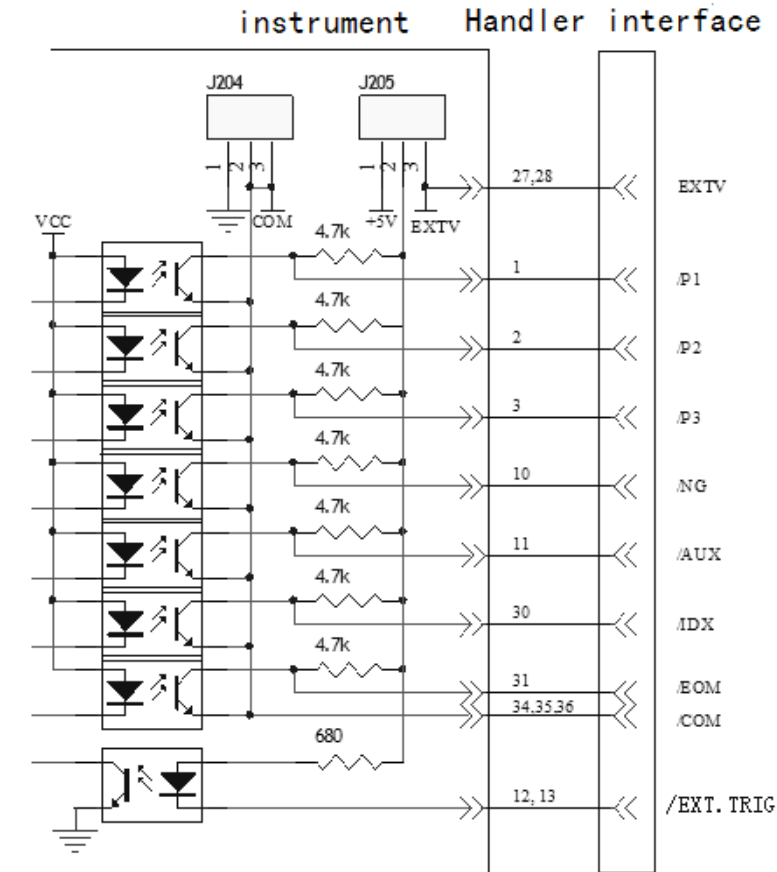 instrument Handler interface
J204 J205
1 2 3 1 2 3
27,28 EXTV
VCC COM +5V EXTV
4.7k
1 /P1
4.7k
2 /P2
4.7k
3 /P3
4.7k
10 /NG
4.7k
11 /AUX
4.7k
30 /IDX
4.7k
31 /EOM
34,35,36 /COM
680
12, 13 /EXT. TRIG